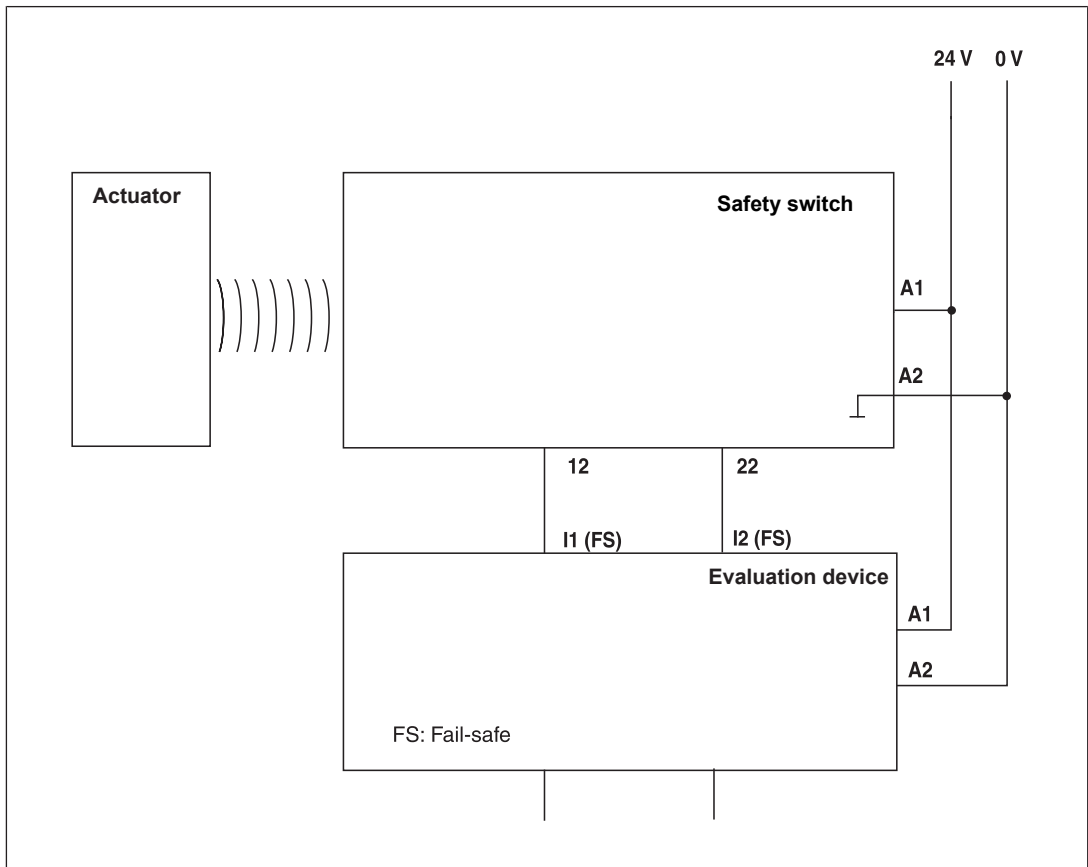 24 V 0 V
Actuator
Safety switch
A1
A2
12 22
I1 (FS) I2 (FS)
Evaluation device
A1
A2
FS: Fail-safe